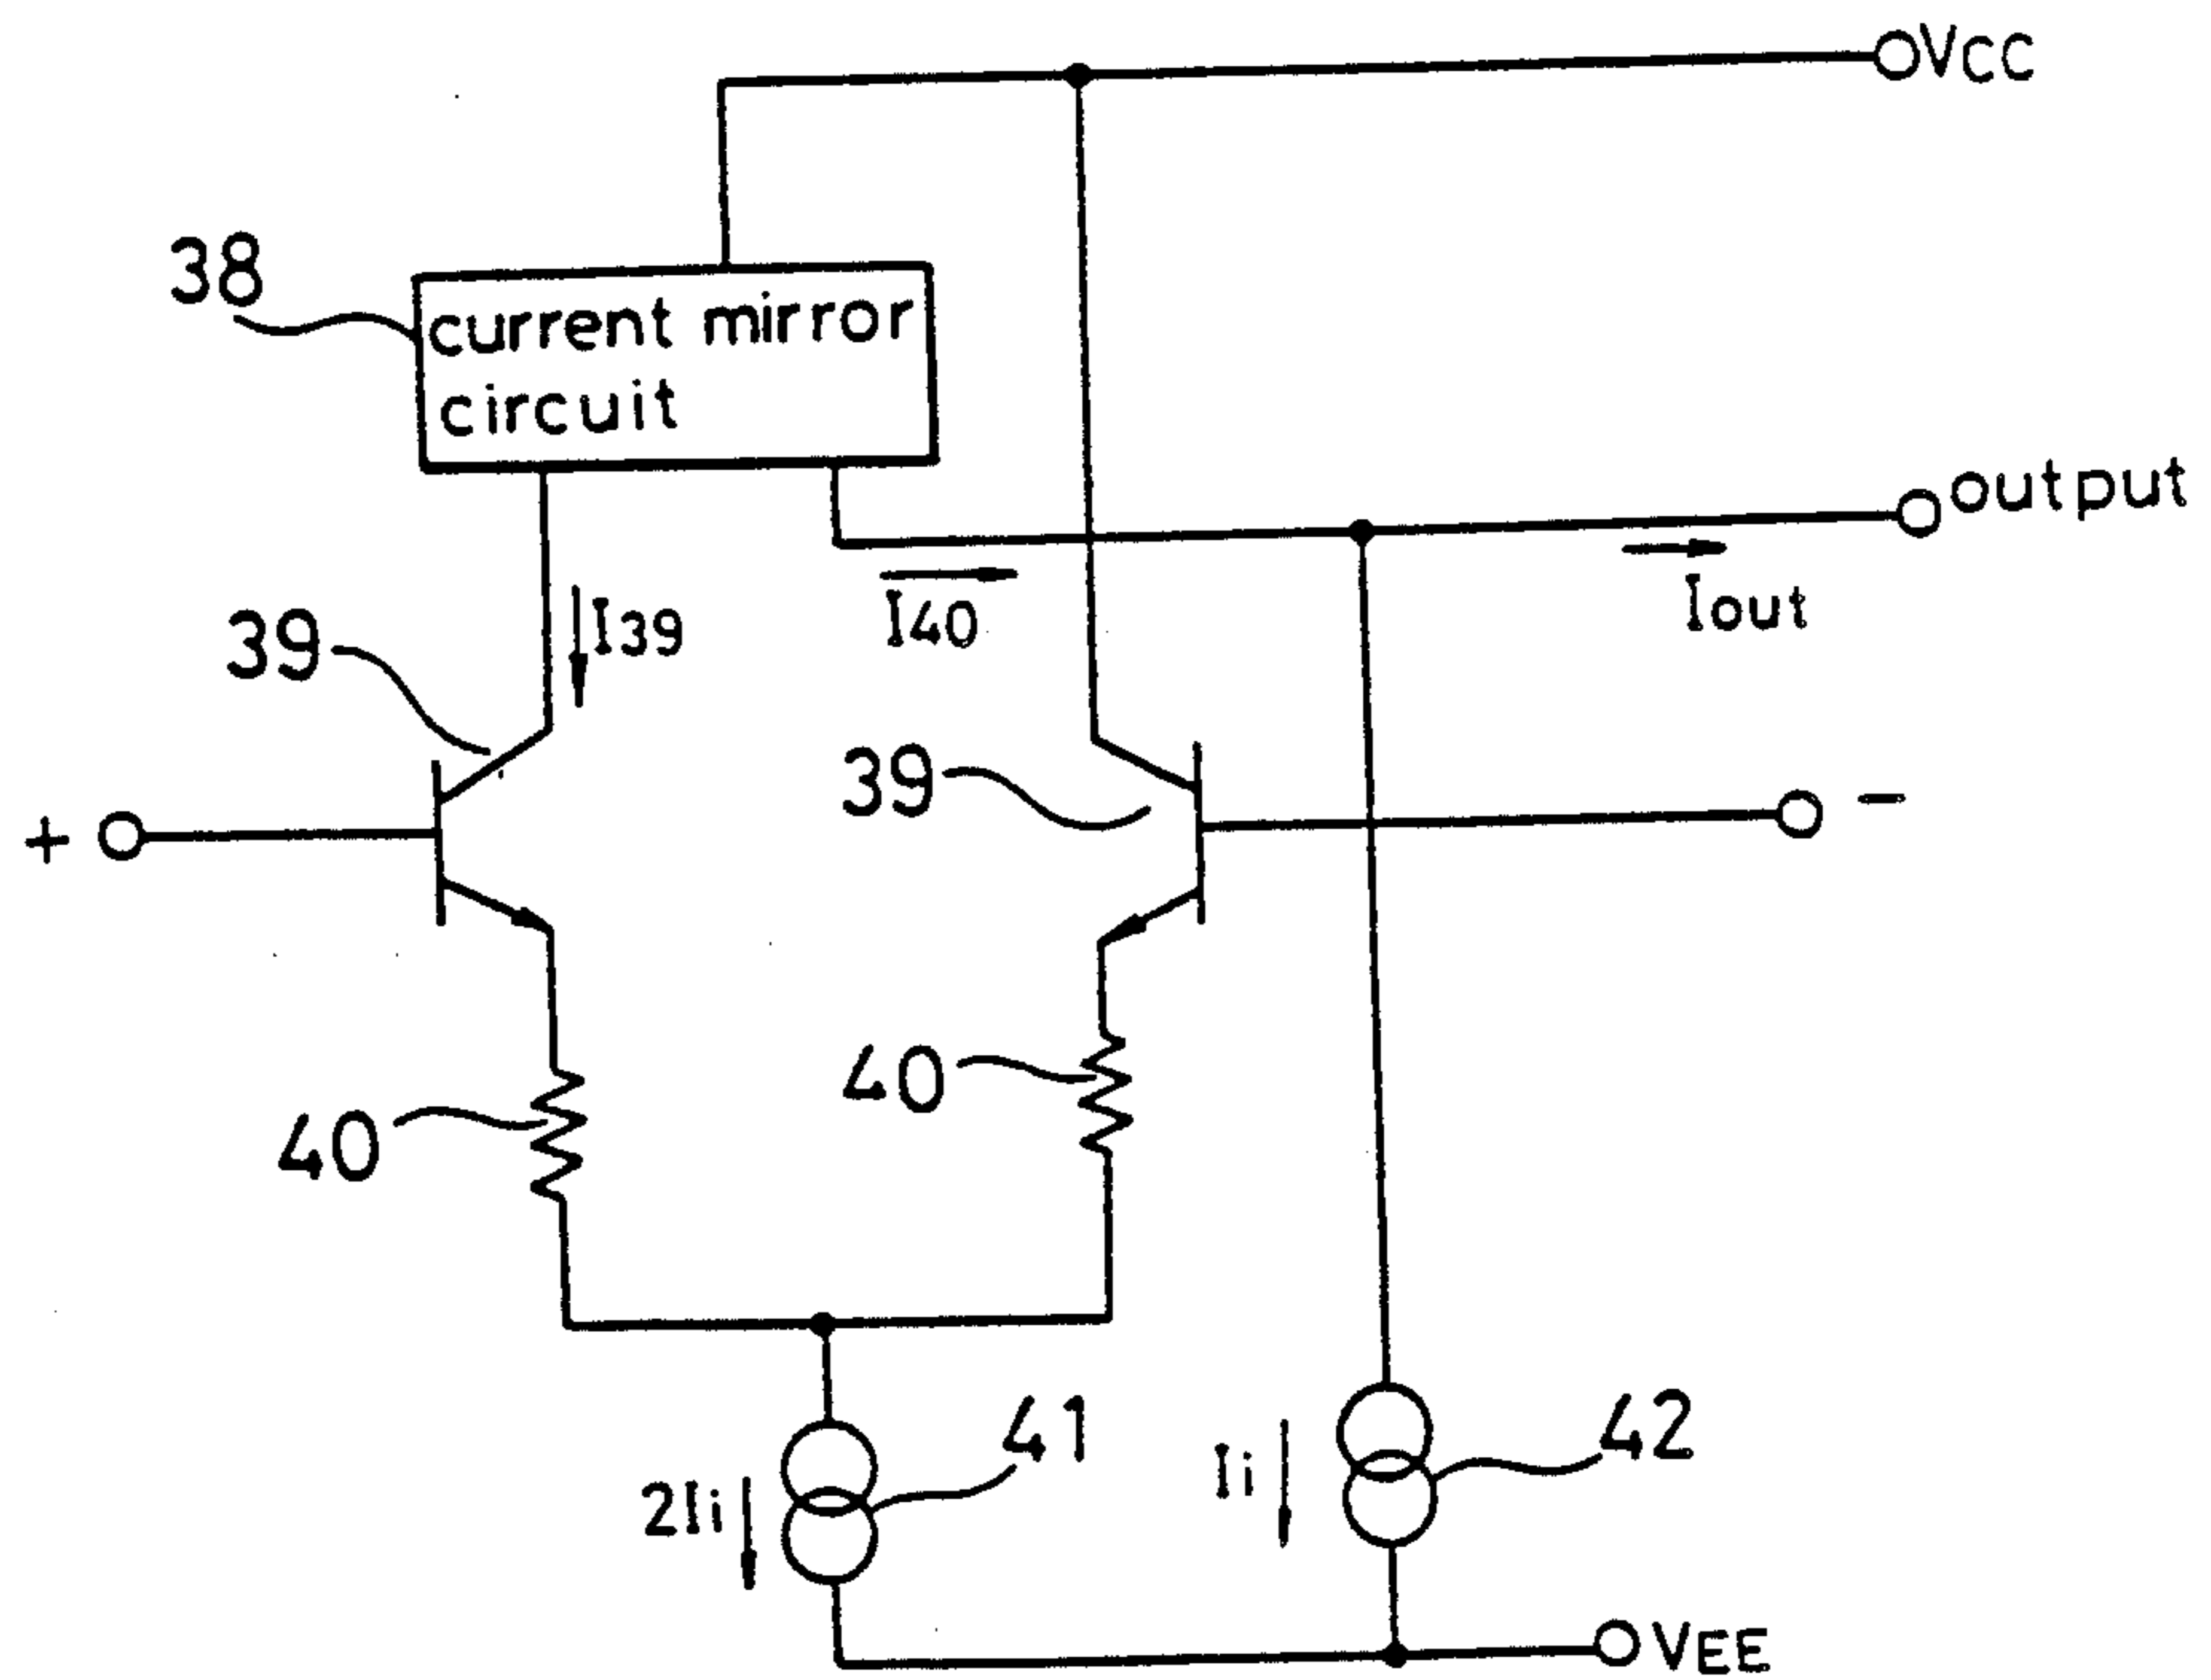 VCC
38
current mirror
circuit
output
I40
Iout
39
I39
39
+
−
40
40
41
42
2Ii
Ii
VEE